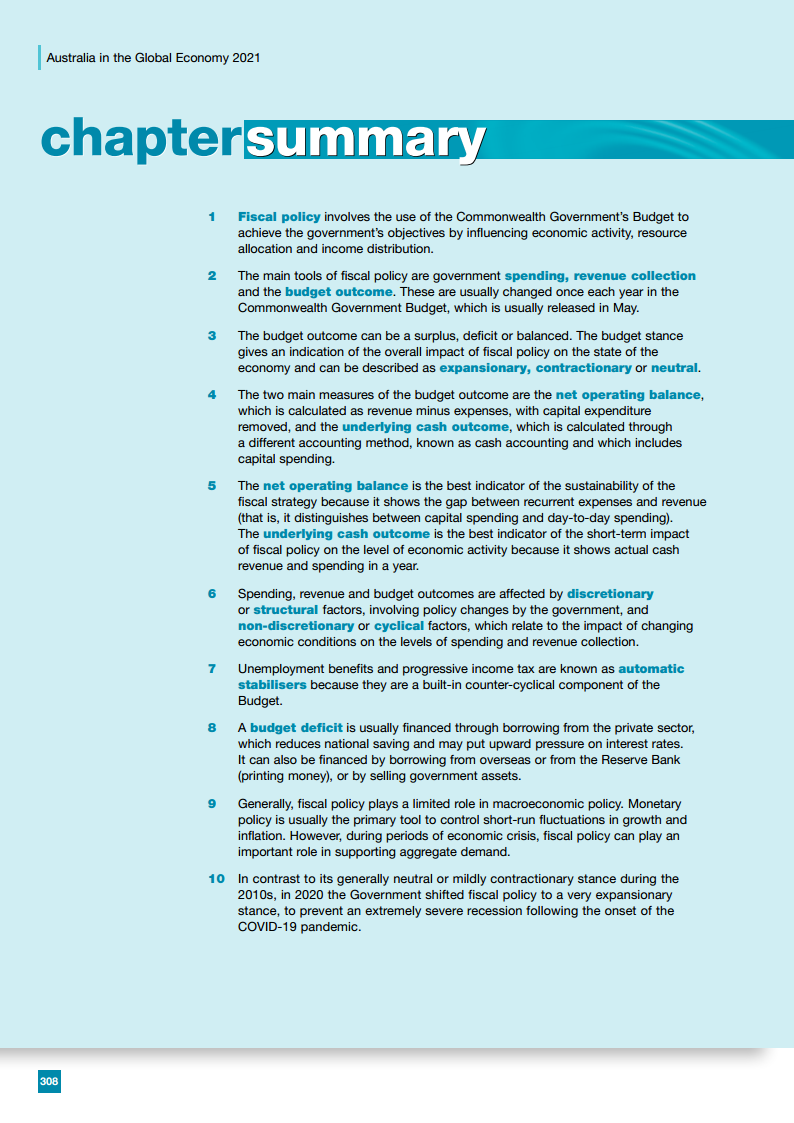 Australia in the Global Economy 2021
chaptersummary
1 Fiscal policy involves the use of the Commonwealth Government’s Budget to
achieve the government’s objectives by influencing economic activity, resource
allocation and income distribution.
2 The main tools of fiscal policy are government spending, revenue collection
and the budget outcome. These are usually changed once each year in the
Commonwealth Government Budget, which is usually released in May.
3 The budget outcome can be a surplus, deficit or balanced. The budget stance
gives an indication of the overall impact of fiscal policy on the state of the
economy and can be described as expansionary, contractionary or neutral.
4 The two main measures of the budget outcome are the net operating balance,
which is calculated as revenue minus expenses, with capital expenditure
removed, and the underlying cash outcome, which is calculated through
a different accounting method, known as cash accounting and which includes
capital spending.
5 The net operating balance is the best indicator of the sustainability of the
fiscal strategy because it shows the gap between recurrent expenses and revenue
(that is, it distinguishes between capital spending and day-to-day spending).
The underlying cash outcome is the best indicator of the short-term impact
of fiscal policy on the level of economic activity because it shows actual cash
revenue and spending in a year.
6 Spending, revenue and budget outcomes are affected by discretionary
or structural factors, involving policy changes by the government, and
non-discretionary or cyclical factors, which relate to the impact of changing
economic conditions on the levels of spending and revenue collection.
7 Unemployment benefits and progressive income tax are known as automatic
stabilisers because they are a built-in counter-cyclical component of the
Budget.
8 A budget deficit is usually financed through borrowing from the private sector,
which reduces national saving and may put upward pressure on interest rates.
It can also be financed by borrowing from overseas or from the Reserve Bank
(printing money), or by selling government assets.
9 Generally, fiscal policy plays a limited role in macroeconomic policy. Monetary
policy is usually the primary tool to control short-run fluctuations in growth and
inflation. However, during periods of economic crisis, fiscal policy can play an
important role in supporting aggregate demand.
10 In contrast to its generally neutral or mildly contractionary stance during the
2010s, in 2020 the Government shifted fiscal policy to a very expansionary
stance, to prevent an extremely severe recession following the onset of the
COVID-19 pandemic.
308